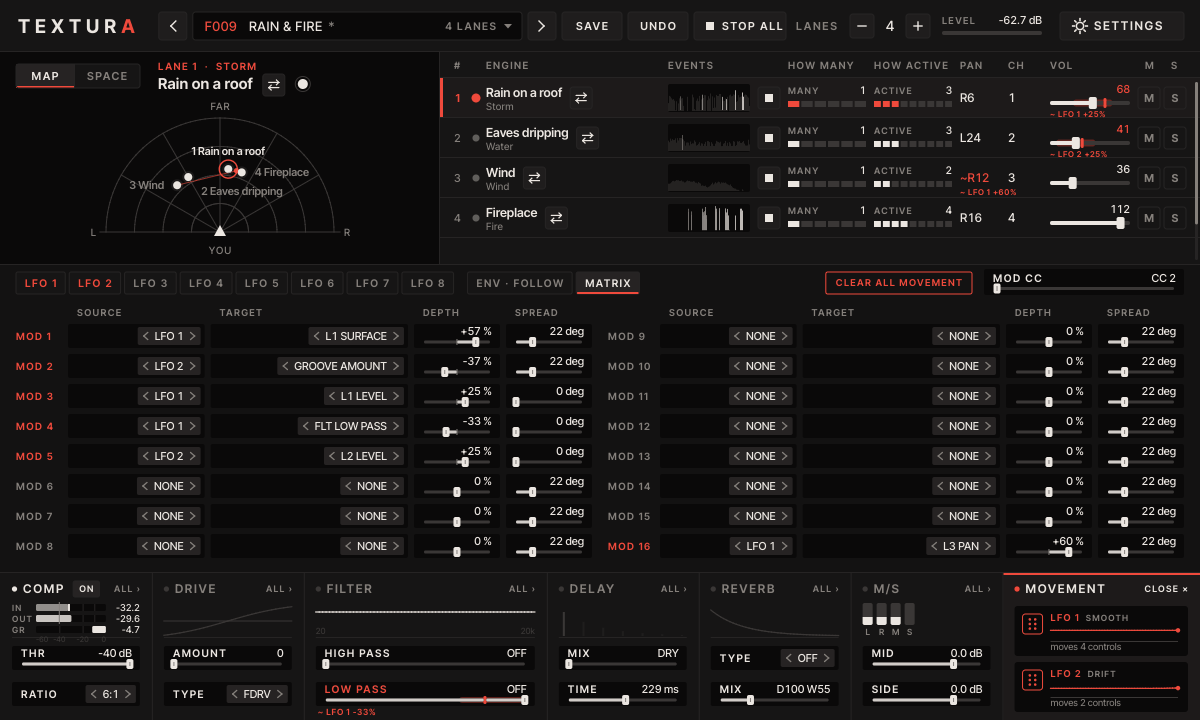 TEXTURA
F009 RAIN & FIRE * 4 LANES
SAVE
UNDO
STOP ALL
LANES
4
LEVEL -62.7 dB
SETTINGS
MAP
SPACE
LANE 1 · STORM
Rain on a roof
FAR
1 Rain on a roof
3 Wind
4 Fireplace
2 Eaves dripping
L
R
YOU
# ENGINE EVENTS HOW MANY HOW ACTIVE PAN CH VOL M S
1 Rain on a roof MANY 1 ACTIVE 3 R6 1 68 M S
Storm ~ LFO 1 +25%
2 Eaves dripping MANY 1 ACTIVE 3 L24 2 41 M S
Water ~ LFO 2 +25%
3 Wind MANY 1 ACTIVE 2 ~R12 3 36 M S
Wind ~ LFO 1 +60%
4 Fireplace MANY 1 ACTIVE 4 R16 4 112 M S
Fire
LFO 1 LFO 2 LFO 3 LFO 4 LFO 5 LFO 6 LFO 7 LFO 8 ENV · FOLLOW MATRIX
CLEAR ALL MOVEMENT
MOD CC CC 2
SOURCE TARGET DEPTH SPREAD SOURCE TARGET DEPTH SPREAD
MOD 1 < LFO 1 > < L1 SURFACE > +57 % 22 deg MOD 9 < NONE > < NONE > 0 % 22 deg
MOD 2 < LFO 2 > < GROOVE AMOUNT > -37 % 22 deg MOD 10 < NONE > < NONE > 0 % 22 deg
MOD 3 < LFO 1 > < L1 LEVEL > +25 % 0 deg MOD 11 < NONE > < NONE > 0 % 22 deg
MOD 4 < LFO 1 > < FLT LOW PASS > -33 % 0 deg MOD 12 < NONE > < NONE > 0 % 22 deg
MOD 5 < LFO 2 > < L2 LEVEL > +25 % 0 deg MOD 13 < NONE > < NONE > 0 % 22 deg
MOD 6 < NONE > < NONE > 0 % 22 deg MOD 14 < NONE > < NONE > 0 % 22 deg
MOD 7 < NONE > < NONE > 0 % 22 deg MOD 15 < NONE > < NONE > 0 % 22 deg
MOD 8 < NONE > < NONE > 0 % 22 deg MOD 16 < LFO 1 > < L3 PAN > +60 % 22 deg
COMP ON ALL ›
IN -32.2
OUT -29.6
GR -4.7
-60 -40 -20 0
THR -40 dB
RATIO < 6:1 >
DRIVE ALL ›
AMOUNT 0
TYPE < FDRV >
FILTER ALL ›
20 20k
HIGH PASS OFF
LOW PASS OFF
~ LFO 1 -33%
DELAY ALL ›
MIX DRY
TIME 229 ms
REVERB ALL ›
TYPE < OFF >
MIX D100 W55
M/S ALL ›
L R M S
MID 0.0 dB
SIDE 0.0 dB
MOVEMENT CLOSE ×
LFO 1 SMOOTH
moves 4 controls
LFO 2 DRIFT
moves 2 controls